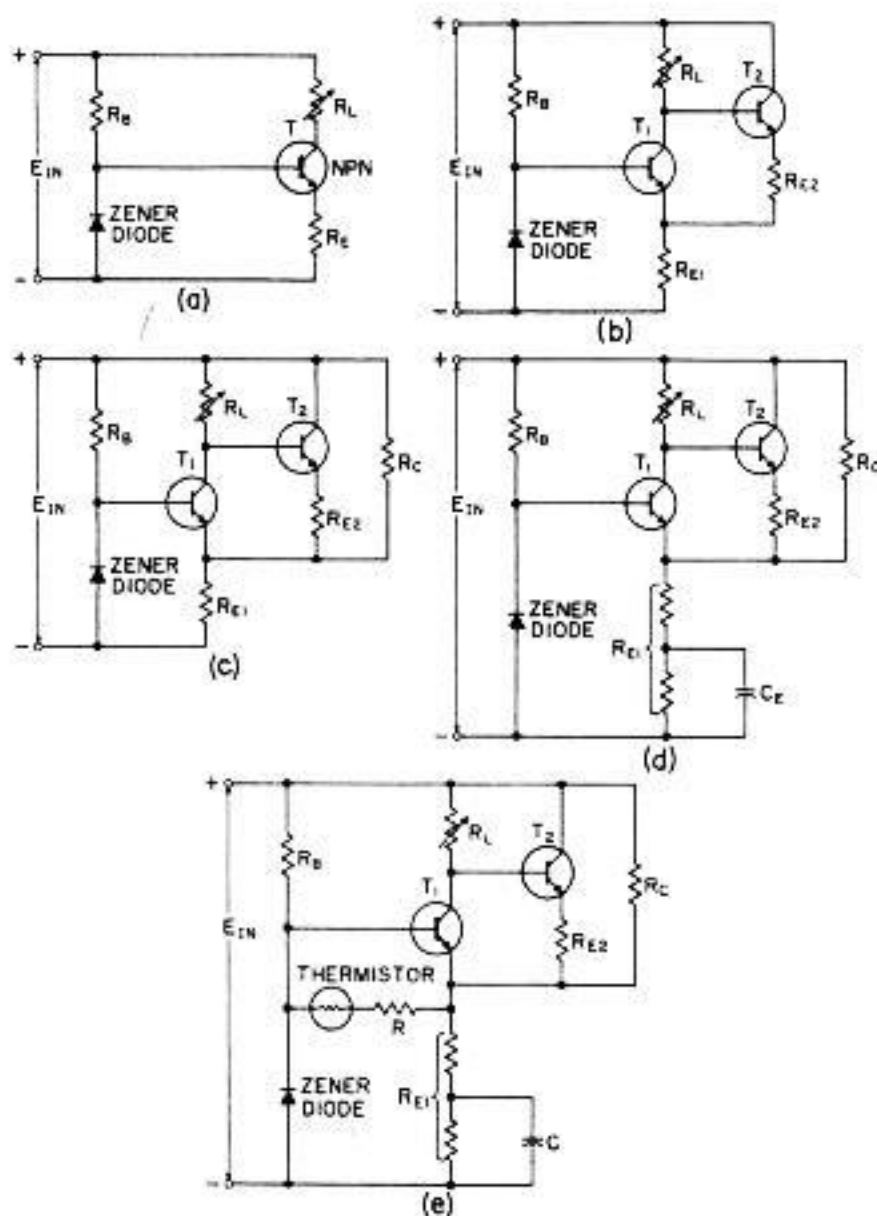 +
R_B
E_IN
ZENER
DIODE
-
T
R_L
NPN
R_E
(a)
+
R_B
E_IN
-
R_L
T_1
T_2
R_E2
R_E1
(b)
+
R_B
E_IN
ZENER
DIODE
-
R_L
T_1
T_2
R_E2
R_C
R_E1
(c)
+
R_B
E_IN
ZENER
DIODE
-
R_L
T_1
T_2
R_E2
R_C
R_E1
C_E
(d)
+
R_B
E_IN
R_L
T_1
T_2
R_E2
R_C
THERMISTOR
R
ZENER
DIODE
R_E1
C
-
(e)